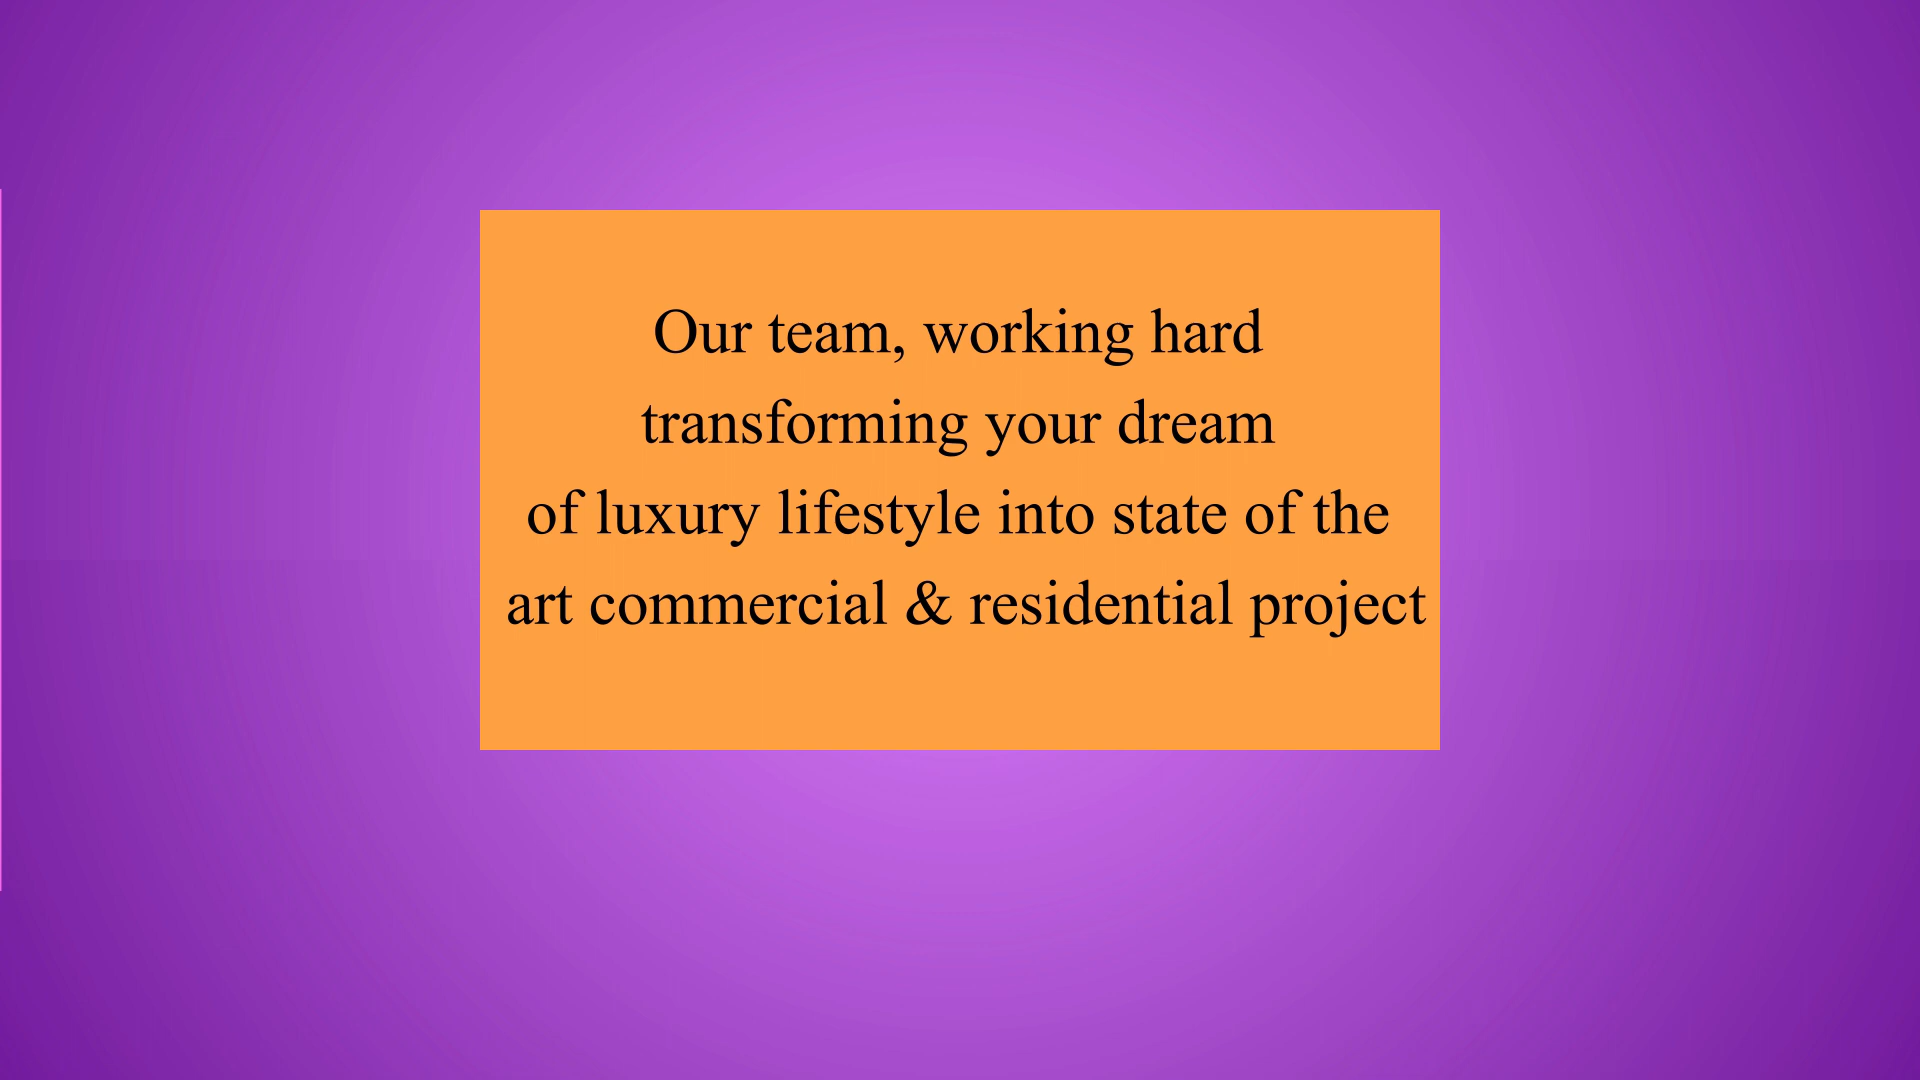 Our team, working hard
transforming your dream
of luxury lifestyle into state of the
art commercial & residential project